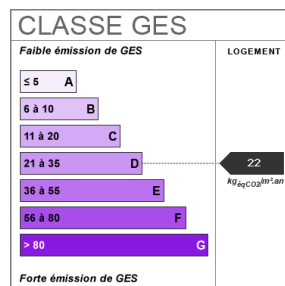 CLASSE GES
Faible émission de GES
LOGEMENT
≤ 5 A
6 à 10 B
11 à 20 C
21 à 35 D
22
kgéqCO2/m².an
36 à 55 E
56 à 80 F
> 80 G
Forte émission de GES